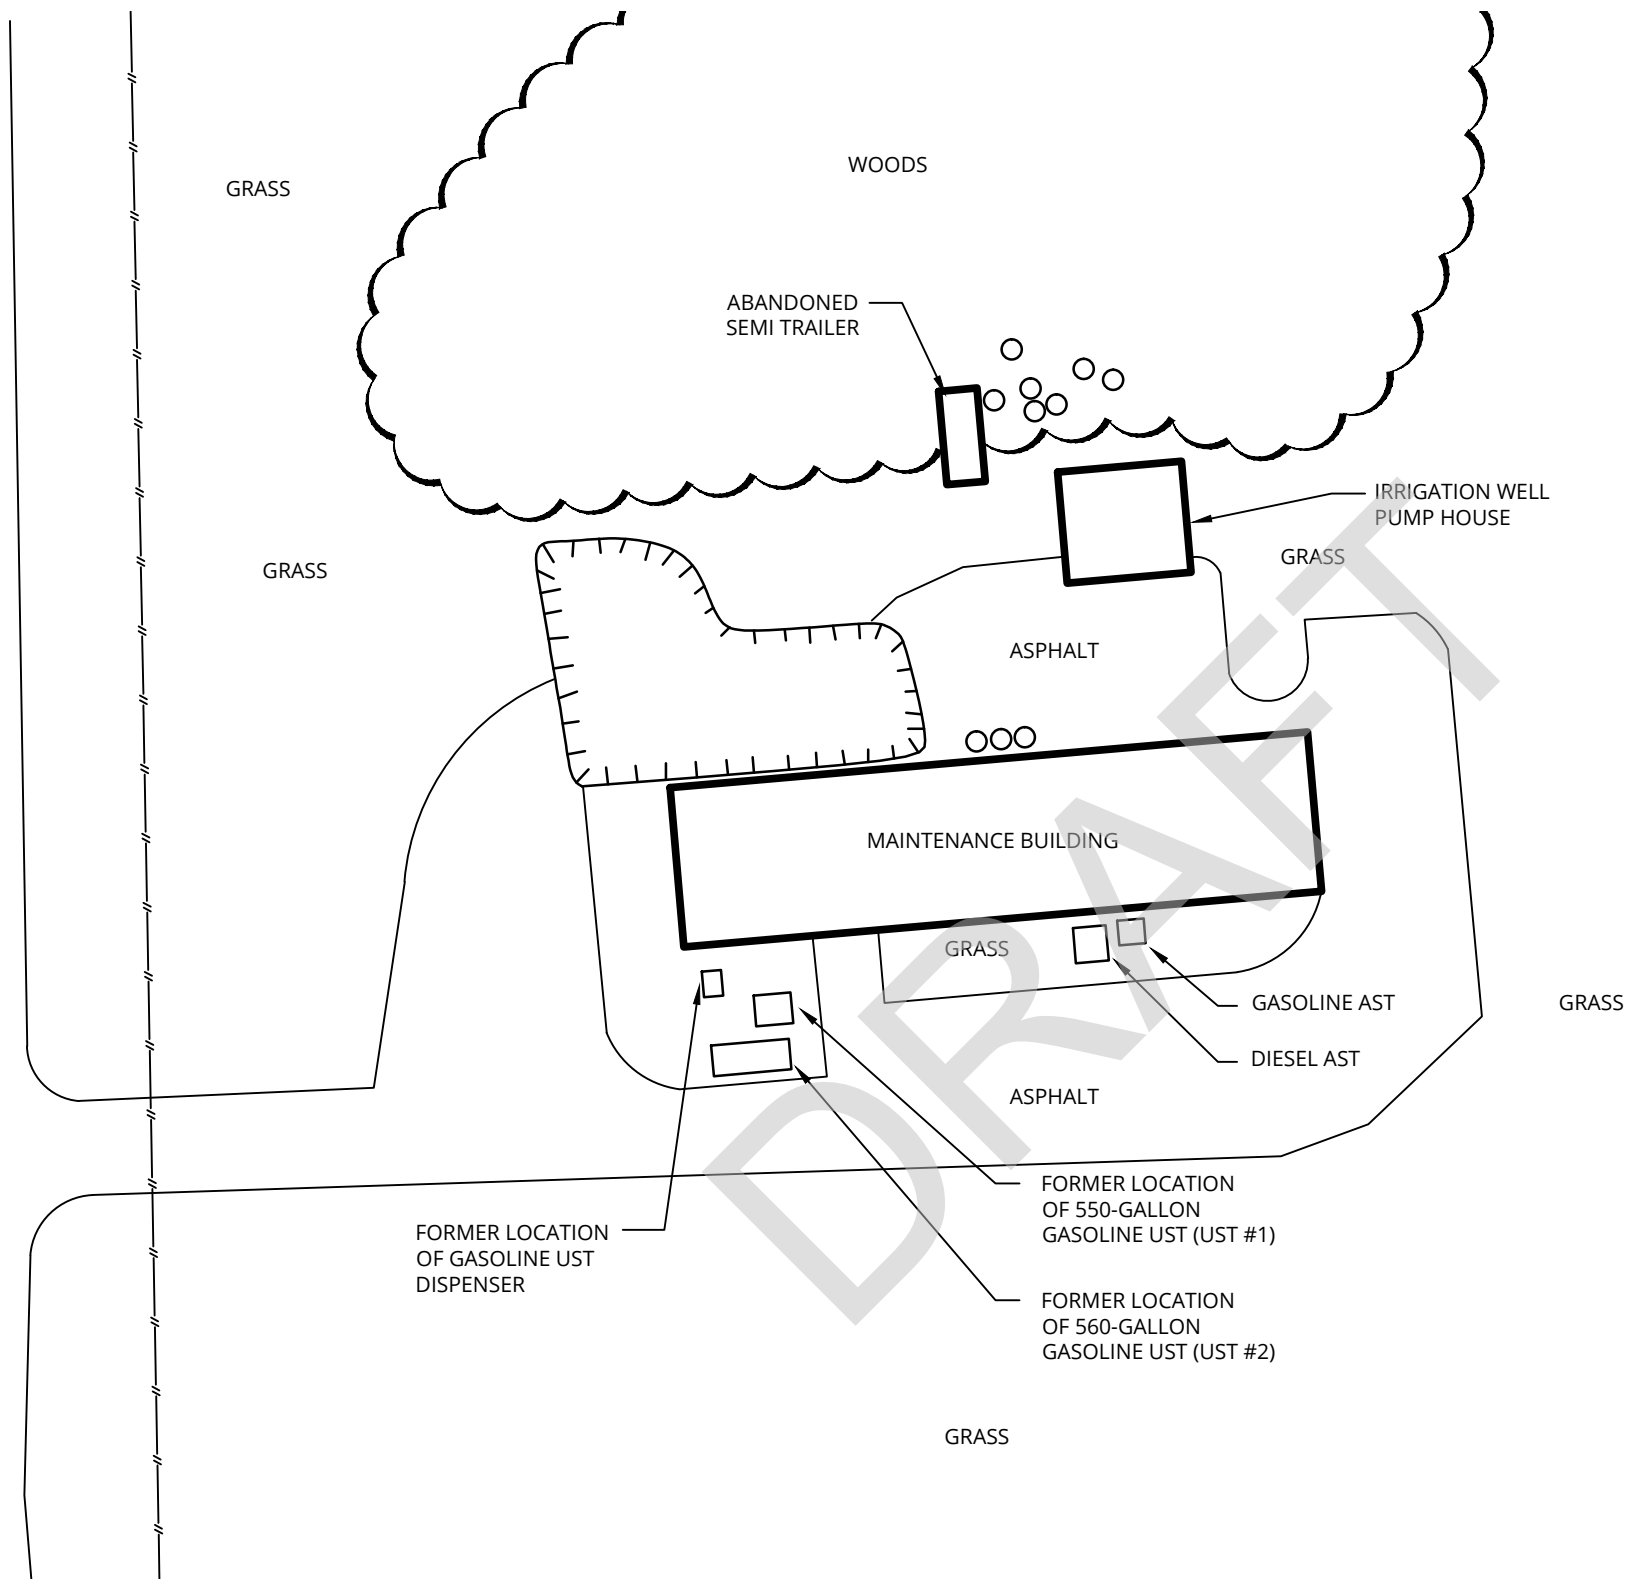 WOODS
GRASS
ABANDONED
SEMI TRAILER
IRRIGATION WELL
PUMP HOUSE
GRASS
GRASS
ASPHALT
MAINTENANCE BUILDING
GRASS
GASOLINE AST
GRASS
DIESEL AST
ASPHALT
FORMER LOCATION
OF 550-GALLON
GASOLINE UST (UST #1)
FORMER LOCATION
OF GASOLINE UST
DISPENSER
FORMER LOCATION
OF 560-GALLON
GASOLINE UST (UST #2)
GRASS
DRAFT